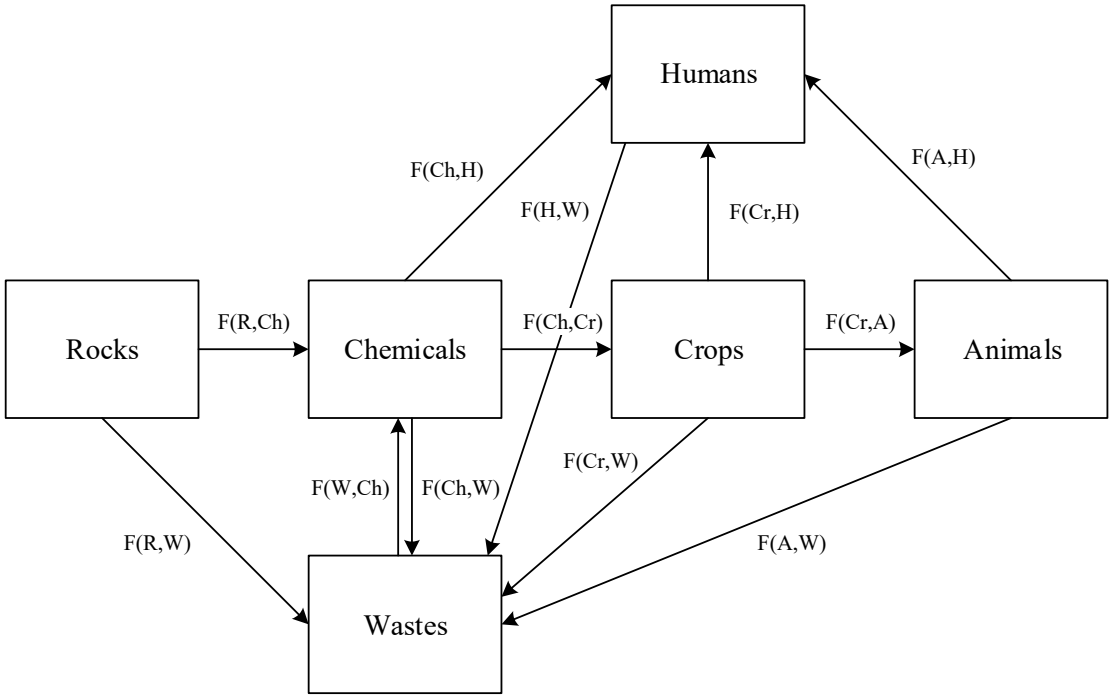 Humans
F(Ch,H)
F(A,H)
F(H,W)
F(Cr,H)
F(R,Ch)
F(Ch,Cr)
F(Cr,A)
Rocks
Chemicals
Crops
Animals
F(Cr,W)
F(W,Ch)
F(Ch,W)
F(R,W)
F(A,W)
Wastes